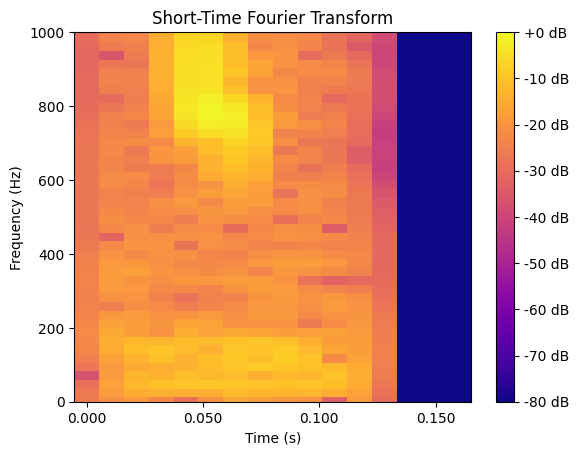 Short-Time Fourier Transform
1000
800
600
400
200
0
Frequency (Hz)
0.000
0.050
0.100
0.150
Time (s)
+0 dB
-10 dB
-20 dB
-30 dB
-40 dB
-50 dB
-60 dB
-70 dB
-80 dB